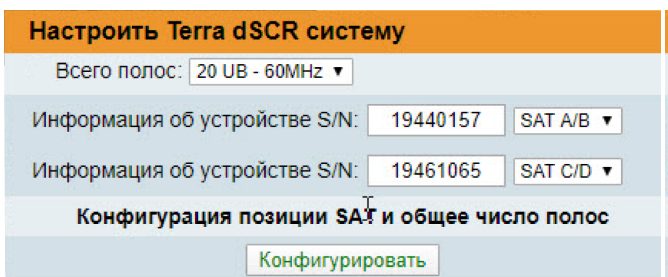 Настроить Terra dSCR систему
Всего полос: 20 UB - 60MHz ▼
Информация об устройстве S/N: 19440157 SAT A/B ▼
Информация об устройстве S/N: 19461065 SAT C/D ▼
Конфигурация позиции SAT и общее число полос
Конфигурировать